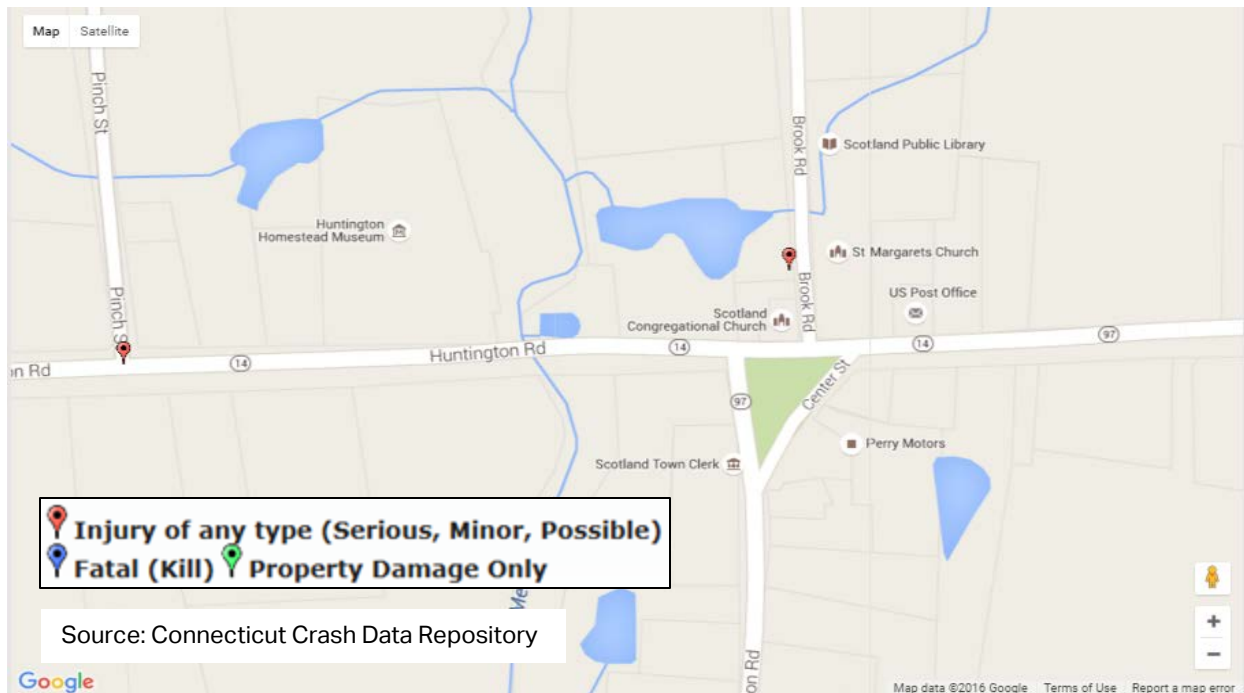 Map Satellite
Pinch St
Brook Rd
Scotland Public Library
Huntington
Homestead Museum
St Margarets Church
Brook Rd
US Post Office
Pinch S
Scotland
Congregational Church
14
Huntington Rd
14
14
97
n Rd
97
Center St
Perry Motors
Scotland Town Clerk
Injury of any type (Serious, Minor, Possible)
Fatal (Kill) Property Damage Only
Me
Source: Connecticut Crash Data Repository
on Rd
+
−
Google
Map data ©2016 Google Terms of Use Report a map error